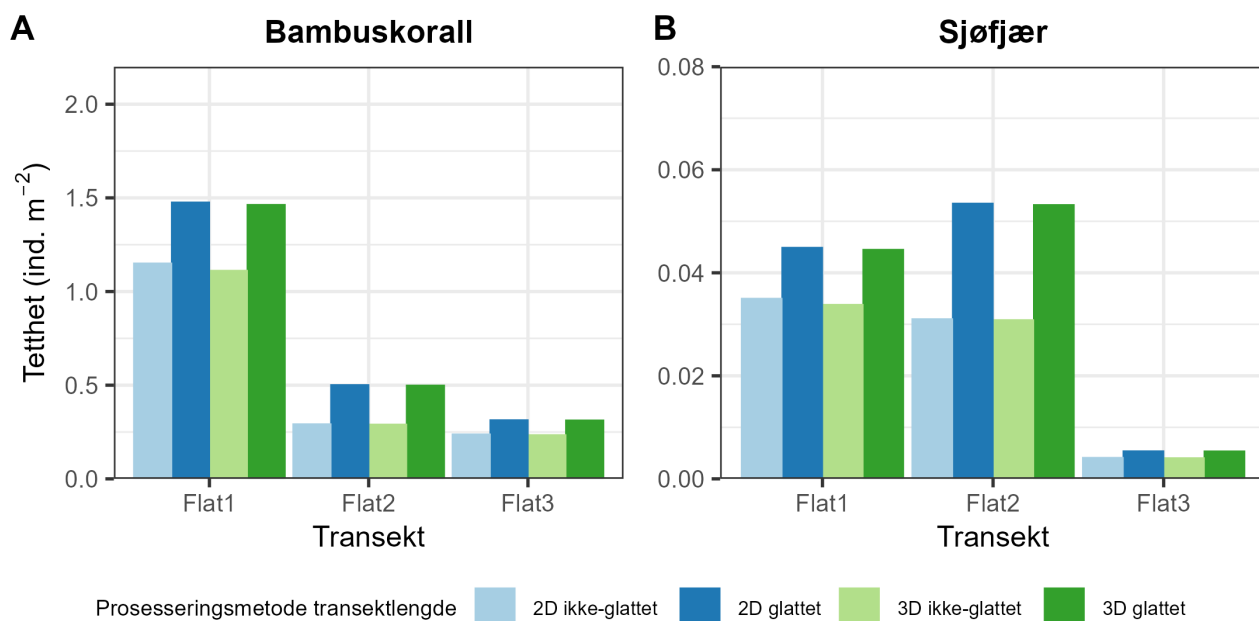 A
Bambuskorall
Tetthet (ind. m⁻²)
2.0
1.5
1.0
0.5
0.0
Flat1 Flat2 Flat3
Transekt
B
Sjøfjær
0.08
0.06
0.04
0.02
0.00
Flat1 Flat2 Flat3
Transekt
Prosesseringsmetode transektlengde 2D ikke-glattet 2D glattet 3D ikke-glattet 3D glattet